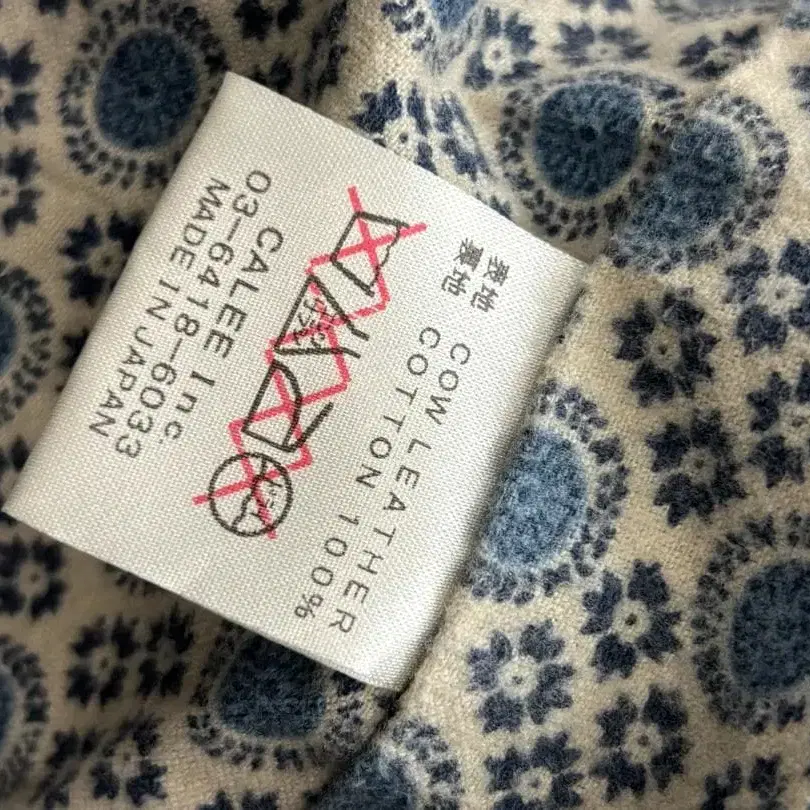 表地 COW LEATHER
裏地 COTTON 100%
CALEE Inc.
03-6418-6033
MADE IN JAPAN